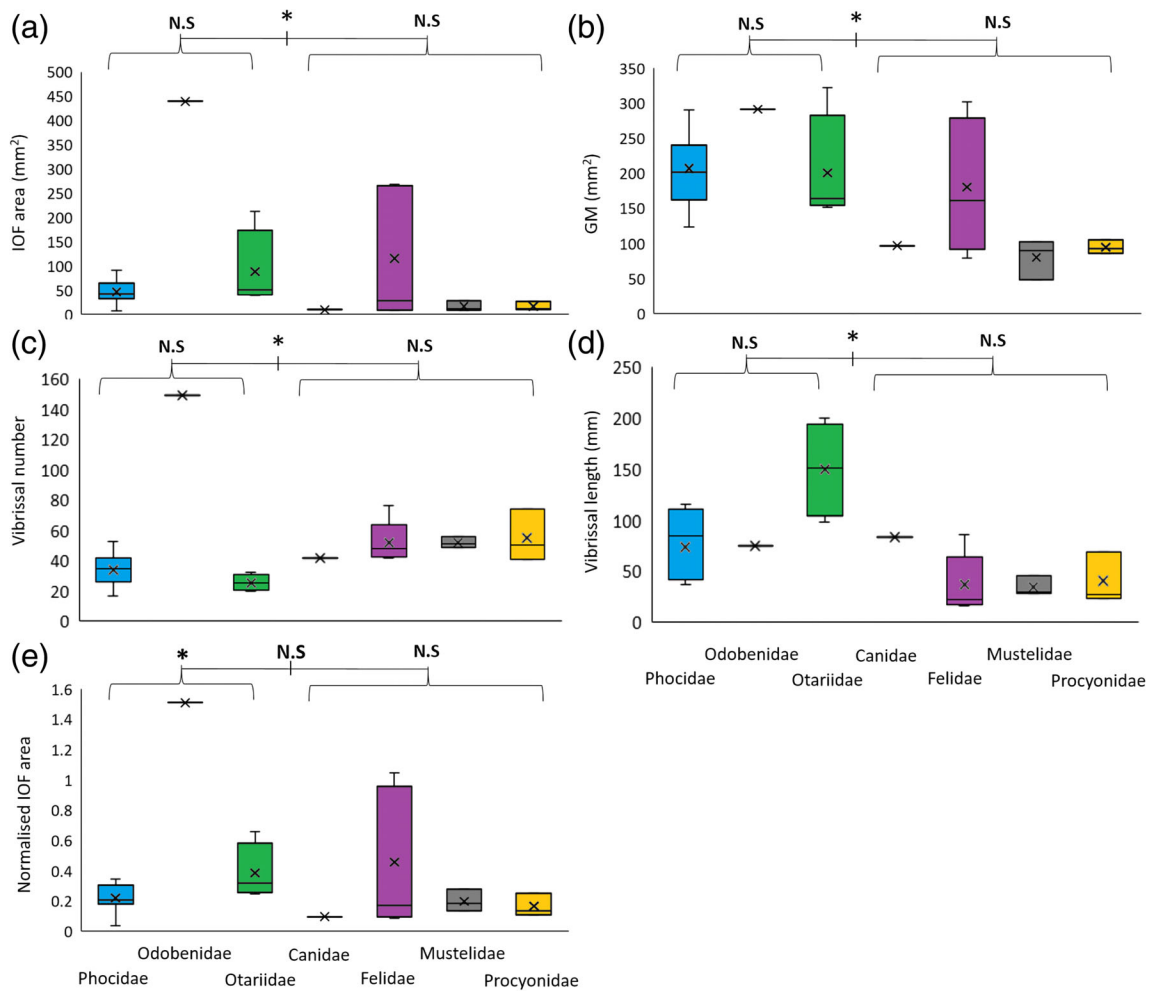 (a)
N.S * N.S
IOF area (mm²)
500
450
400
350
300
250
200
150
100
50
0
(b)
N.S * N.S
GM (mm²)
350
300
250
200
150
100
50
0
(c)
N.S * N.S
Vibrissal number
160
140
120
100
80
60
40
20
0
(d)
N.S * N.S
Vibrissal length (mm)
250
200
150
100
50
0
Odobenidae Canidae Mustelidae
Phocidae Otariidae Felidae Procyonidae
(e)
* N.S N.S
Normalised IOF area
1.6
1.4
1.2
1
0.8
0.6
0.4
0.2
0
Odobenidae Canidae Mustelidae
Phocidae Otariidae Felidae Procyonidae